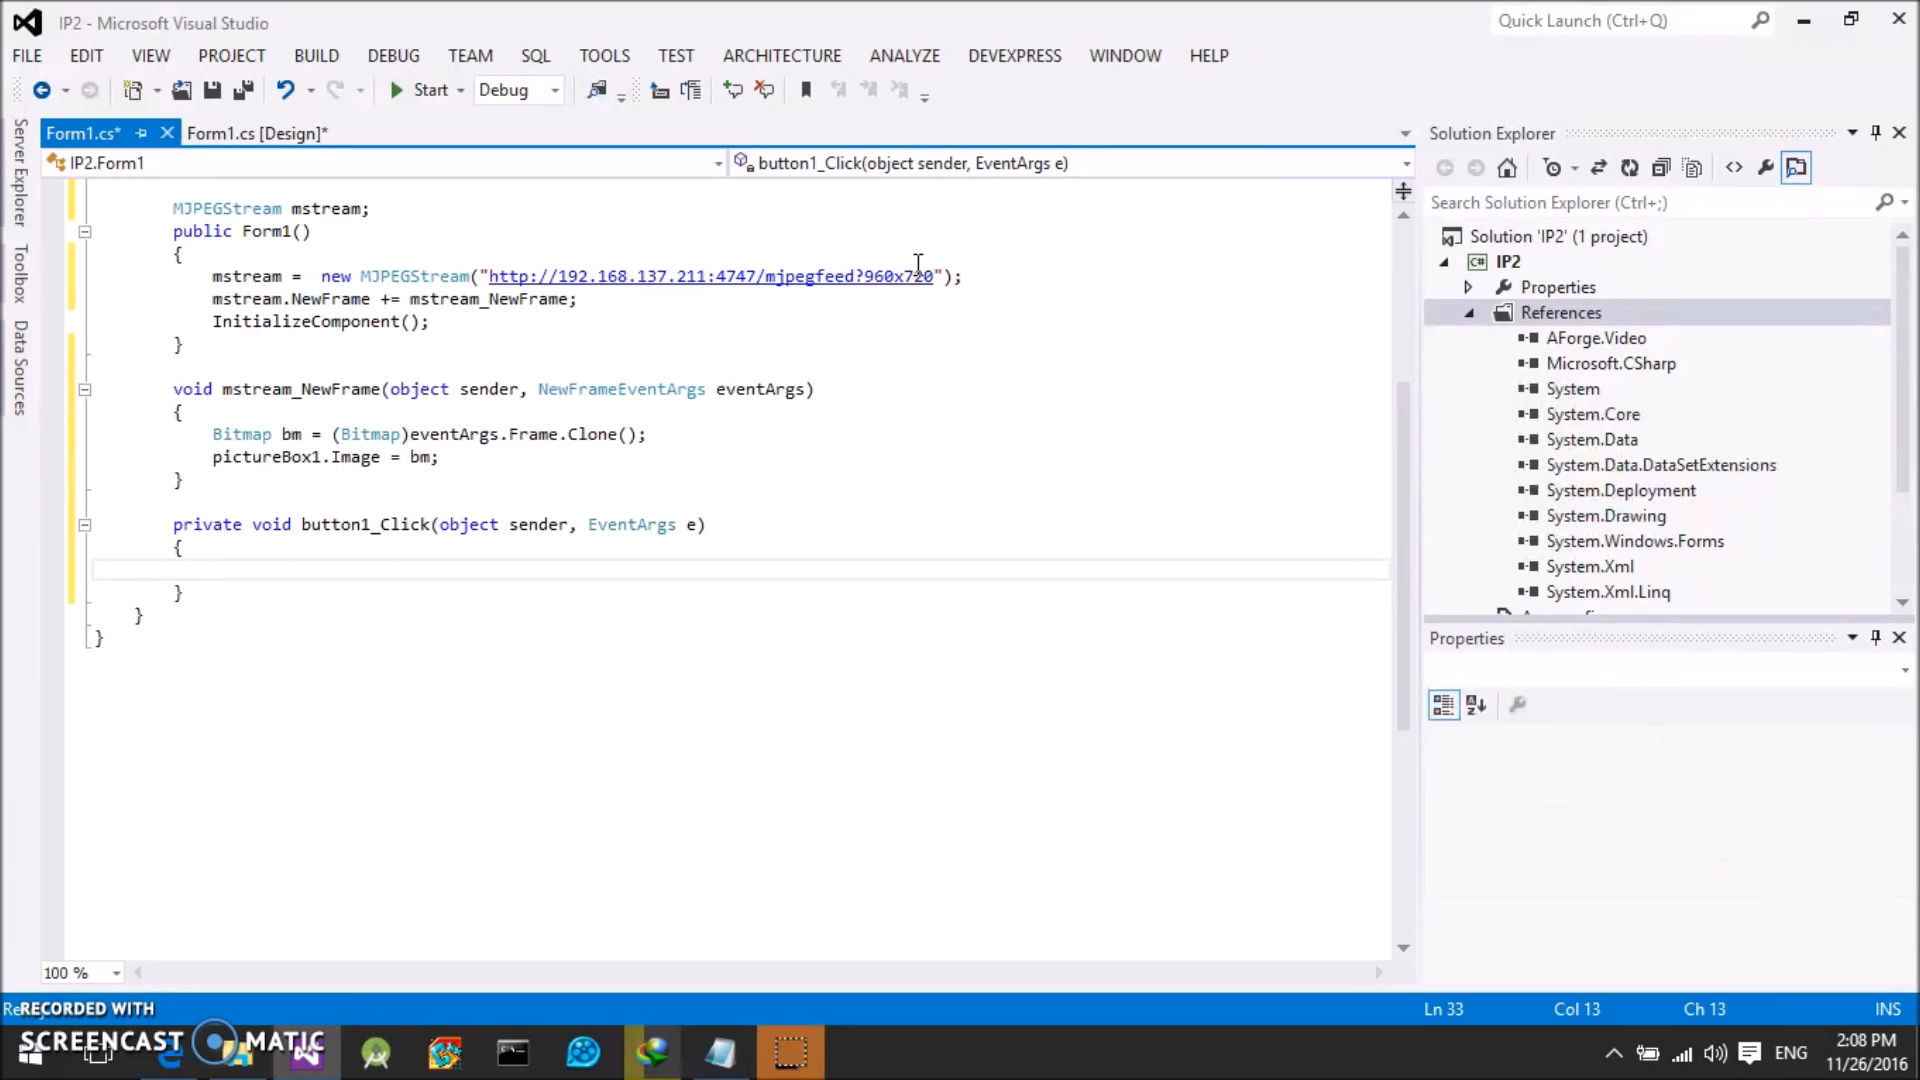 IP2 - Microsoft Visual Studio
Quick Launch (Ctrl+Q)
FILE EDIT VIEW PROJECT BUILD DEBUG TEAM SQL TOOLS TEST ARCHITECTURE ANALYZE DEVEXPRESS WINDOW HELP
Start Debug
Server Explorer
Toolbox
Data Sources
Form1.cs* Form1.cs [Design]*
IP2.Form1 button1_Click(object sender, EventArgs e)
MJPEGStream mstream;
public Form1()
{
mstream =  new MJPEGStream("http://192.168.137.211:4747/mjpegfeed?960x720");
mstream.NewFrame += mstream_NewFrame;
InitializeComponent();
}
void mstream_NewFrame(object sender, NewFrameEventArgs eventArgs)
{
Bitmap bm = (Bitmap)eventArgs.Frame.Clone();
pictureBox1.Image = bm;
}
private void button1_Click(object sender, EventArgs e)
{
}
}
}
100 %
Solution Explorer
Search Solution Explorer (Ctrl+;)
Solution 'IP2' (1 project)
C# IP2
Properties
References
AForge.Video
Microsoft.CSharp
System
System.Core
System.Data
System.Data.DataSetExtensions
System.Deployment
System.Drawing
System.Windows.Forms
System.Xml
System.Xml.Linq
Properties
Ln 33 Col 13 Ch 13 INS
RECORDED WITH
SCREENCAST MATIC
ENG
2:08 PM
11/26/2016